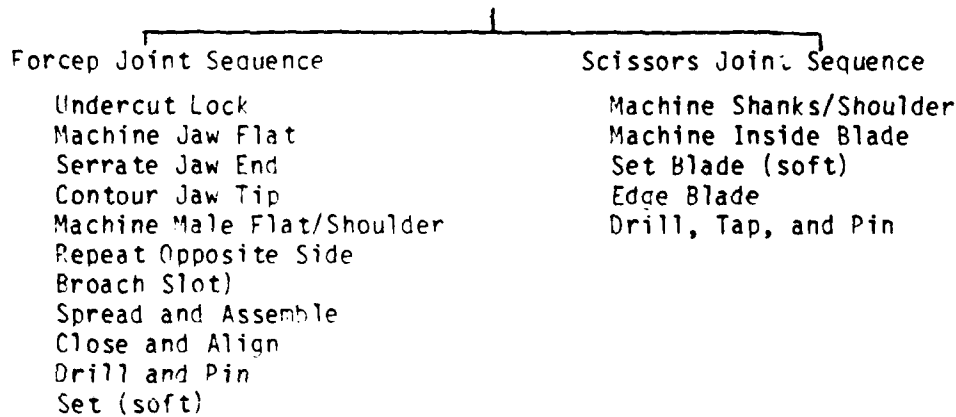 Forcep Joint Sequence
Undercut Lock
Machine Jaw Flat
Serrate Jaw End
Contour Jaw Tip
Machine Male Flat/Shoulder
Repeat Opposite Side
Broach Slot)
Spread and Assemble
Close and Align
Drill and Pin
Set (soft)
Scissors Joint Sequence
Machine Shanks/Shoulder
Machine Inside Blade
Set Blade (soft)
Edge Blade
Drill, Tap, and Pin